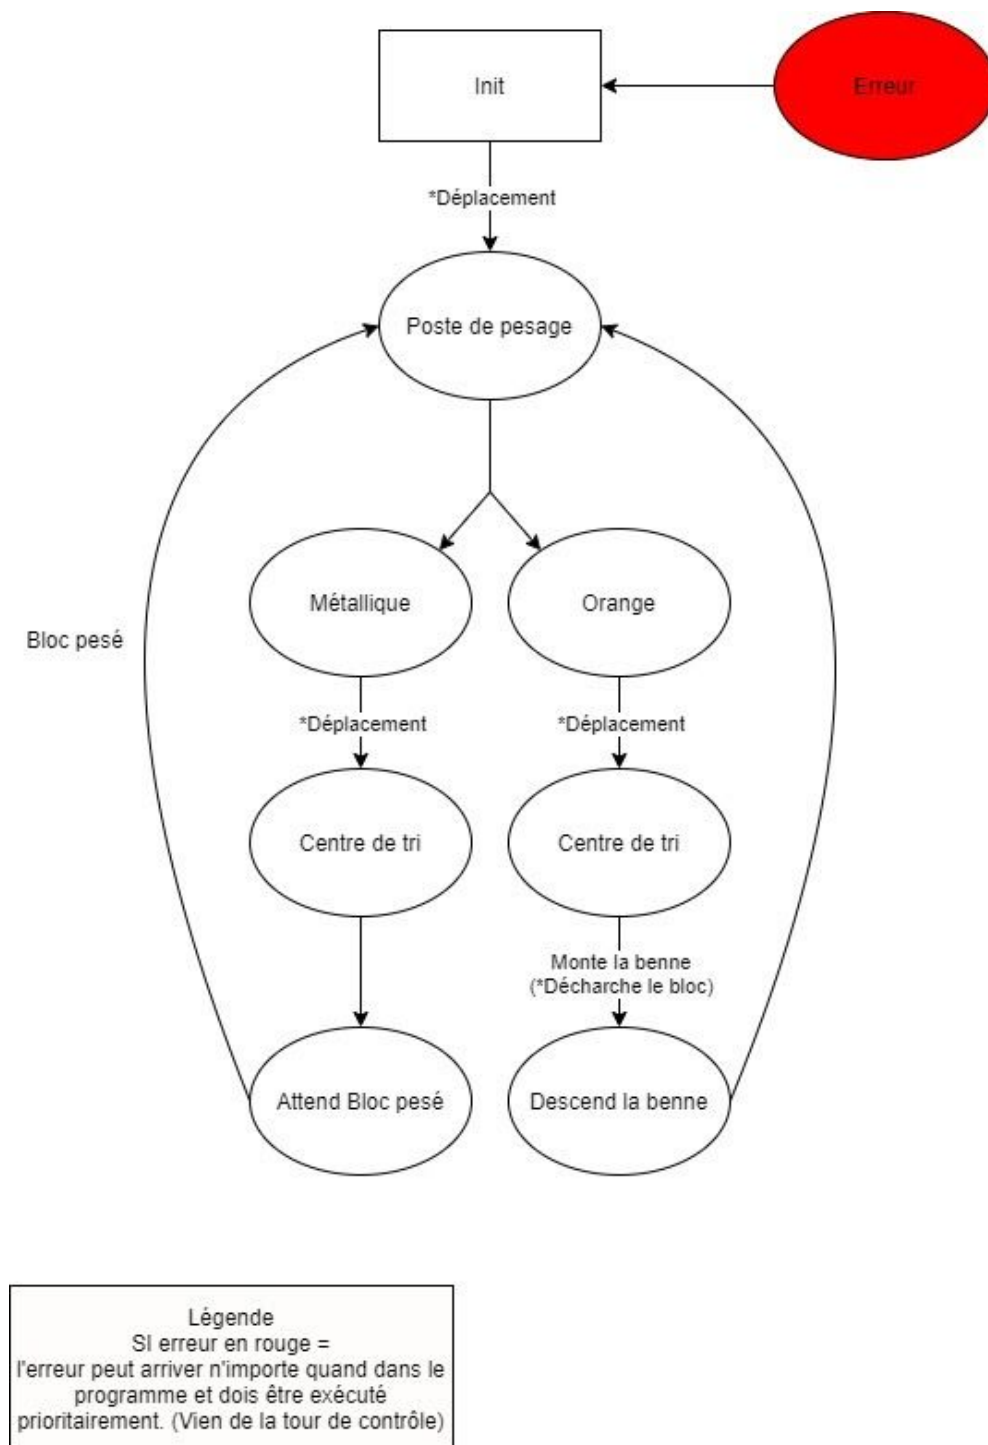 Init
Erreur
*Déplacement
Poste de pesage
Métallique
Orange
Bloc pesé
*Déplacement
*Déplacement
Centre de tri
Centre de tri
Monte la benne
(*Décharche le bloc)
Attend Bloc pesé
Descend la benne
Légende
SI erreur en rouge =
l'erreur peut arriver n'importe quand dans le
programme et dois être exécuté
prioritairement. (Vien de la tour de contrôle)